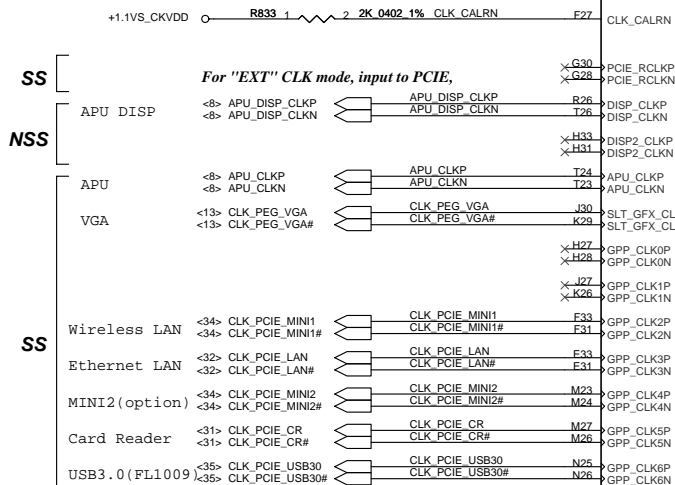 +1.1VS_CKVDD R833 1 2 2K_0402_1% CLK_CALRN F27 CLK_CALRN
G30 PCIE_RCLKP
SS For "EXT" CLK mode, input to PCIE, G28 PCIE_RCLKN
APU DISP <8> APU_DISP_CLKP APU_DISP_CLKP R26 DISP_CLKP
<8> APU_DISP_CLKN APU_DISP_CLKN T26 DISP_CLKN
NSS H33 DISP2_CLKP
H31 DISP2_CLKN
APU <8> APU_CLKP APU_CLKP T24 APU_CLKP
<8> APU_CLKN APU_CLKN T23 APU_CLKN
VGA <13> CLK_PEG_VGA CLK_PEG_VGA J30 SLT_GFX_CL
<13> CLK_PEG_VGA# CLK_PEG_VGA# K29 SLT_GFX_CL
H27 GPP_CLK0P
H28 GPP_CLK0N
J27 GPP_CLK1P
K26 GPP_CLK1N
Wireless LAN <34> CLK_PCIE_MINI1 CLK_PCIE_MINI1 F33 GPP_CLK2P
<34> CLK_PCIE_MINI1# CLK_PCIE_MINI1# F31 GPP_CLK2N
SS
Ethernet LAN <32> CLK_PCIE_LAN CLK_PCIE_LAN E33 GPP_CLK3P
<32> CLK_PCIE_LAN# CLK_PCIE_LAN# E31 GPP_CLK3N
MINI2(option) <34> CLK_PCIE_MINI2 CLK_PCIE_MINI2 M23 GPP_CLK4P
<34> CLK_PCIE_MINI2# CLK_PCIE_MINI2# M24 GPP_CLK4N
Card Reader <31> CLK_PCIE_CR CLK_PCIE_CR M27 GPP_CLK5P
<31> CLK_PCIE_CR# CLK_PCIE_CR# M26 GPP_CLK5N
USB3.0(FL1009) <35> CLK_PCIE_USB30 CLK_PCIE_USB30 N25 GPP_CLK6P
<35> CLK_PCIE_USB30# CLK_PCIE_USB30# N26 GPP_CLK6N